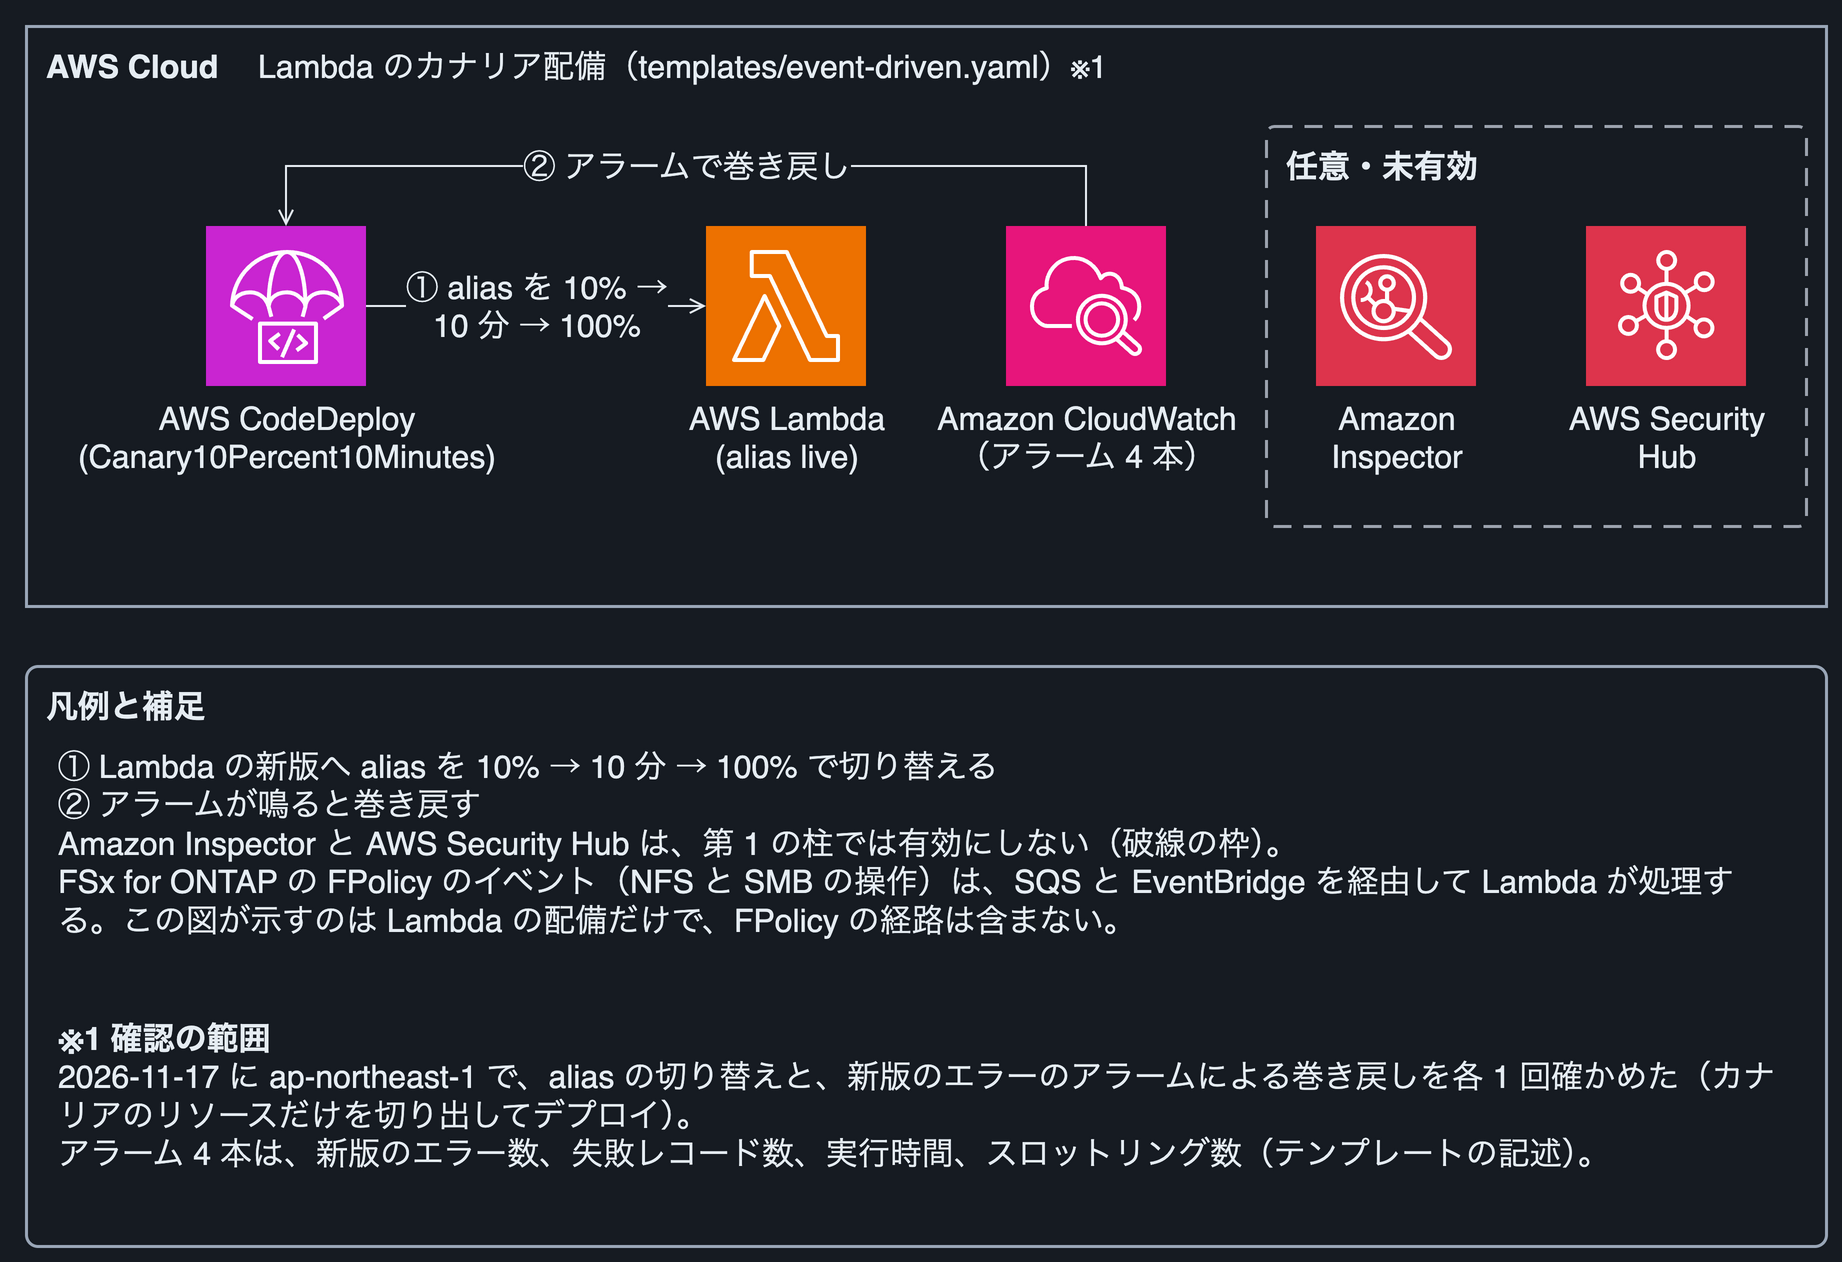 AWS Cloud Lambda のカナリア配備（templates/event-driven.yaml）※1
② アラームで巻き戻し
任意・未有効
① alias を 10% →
10 分 → 100%
AWS CodeDeploy
(Canary10Percent10Minutes)
AWS Lambda
(alias live)
Amazon CloudWatch
（アラーム 4 本）
Amazon
Inspector
AWS Security
Hub
凡例と補足
① Lambda の新版へ alias を 10% → 10 分 → 100% で切り替える
② アラームが鳴ると巻き戻す
Amazon Inspector と AWS Security Hub は、第 1 の柱では有効にしない（破線の枠）。
FSx for ONTAP の FPolicy のイベント（NFS と SMB の操作）は、SQS と EventBridge を経由して Lambda が処理す
る。この図が示すのは Lambda の配備だけで、FPolicy の経路は含まない。
※1 確認の範囲
2026-11-17 に ap-northeast-1 で、alias の切り替えと、新版のエラーのアラームによる巻き戻しを各 1 回確かめた（カナ
リアのリソースだけを切り出してデプロイ）。
アラーム 4 本は、新版のエラー数、失敗レコード数、実行時間、スロットリング数（テンプレートの記述）。